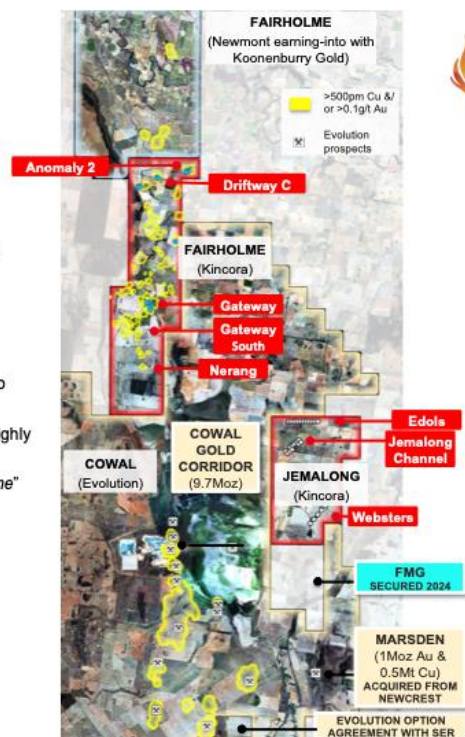 FAIRHOLME
(Newmont earning-into with
Koonenburry Gold)
>500pm Cu &/
or >0.1g/t Au
Evolution
prospects
Anomaly 2
Driftway C
FAIRHOLME
(Kincora)
Gateway
Gateway
South
Nerang
COWAL
(Evolution)
COWAL
GOLD
CORRIDOR
(9.7Moz)
Edols
Jemalong
Channel
JEMALONG
(Kincora)
Websters
FMG
SECURED 2024
MARSDEN
(1Moz Au &
0.5Mt Cu)
ACQUIRED FROM
NEWCREST
EVOLUTION OPTION
AGREEMENT WITH SER